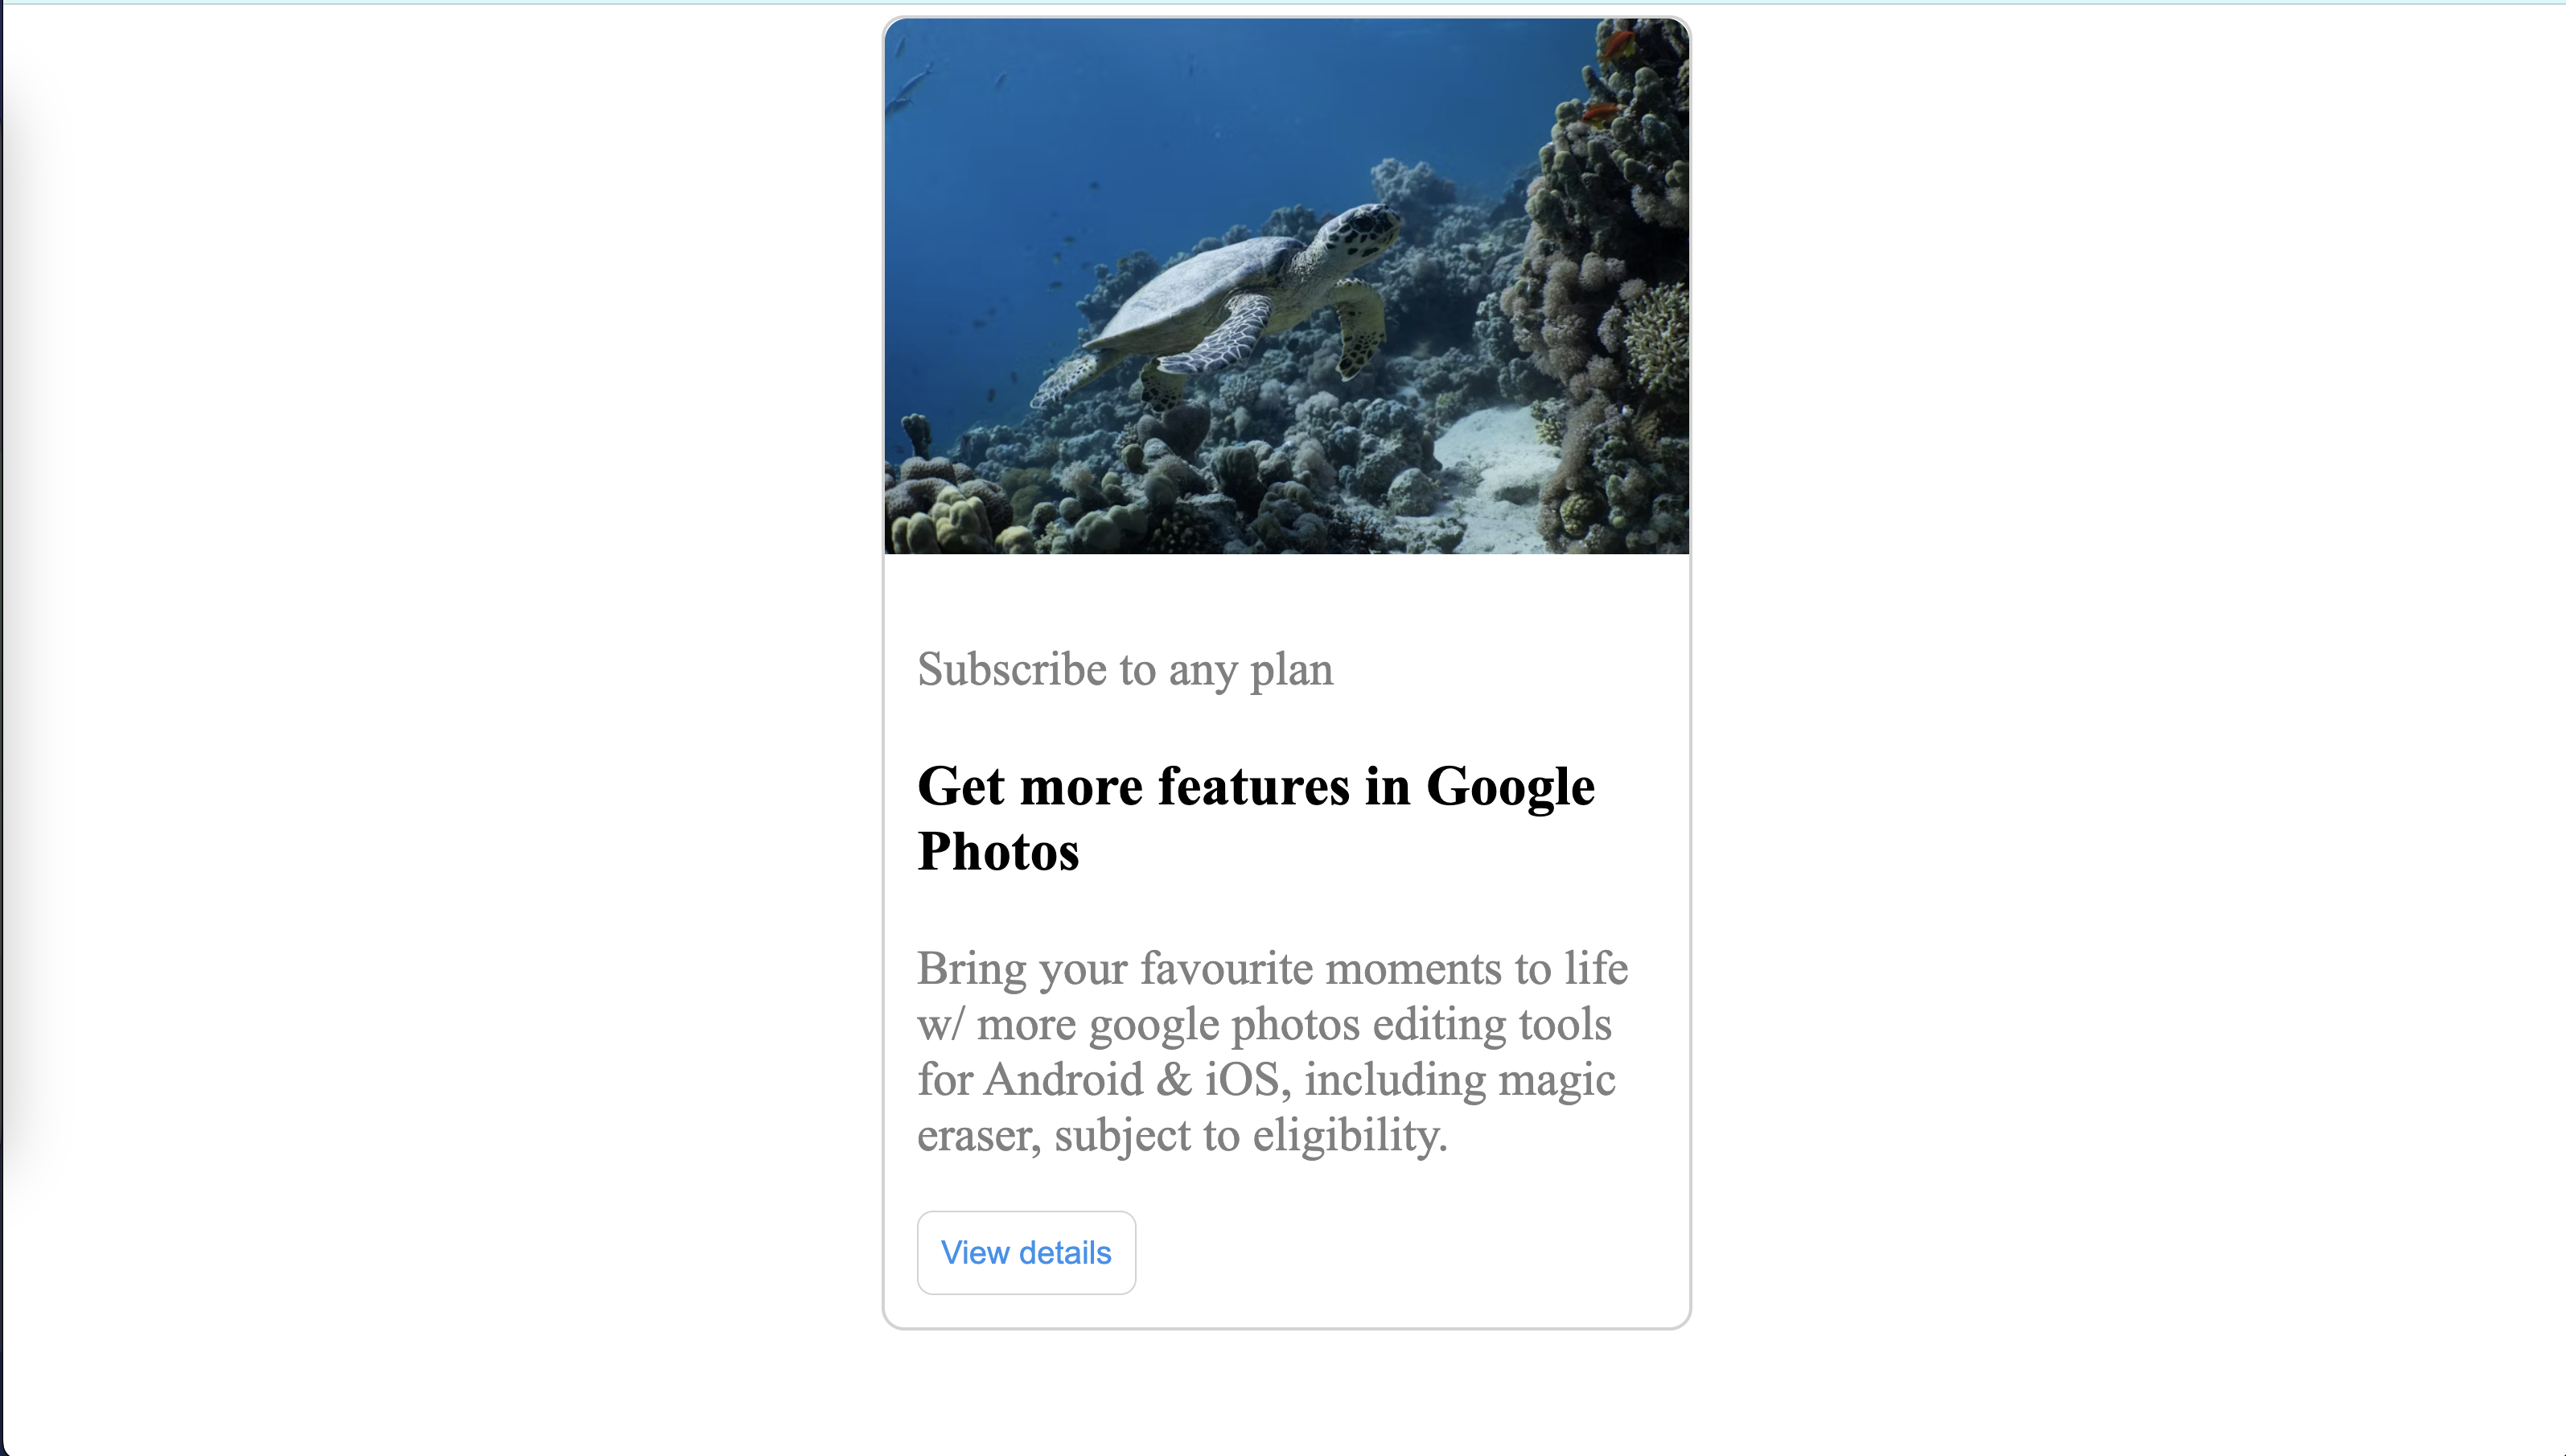 Subscribe to any plan
Get more features in Google
Photos
Bring your favourite moments to life
w/ more google photos editing tools
for Android & iOS, including magic
eraser, subject to eligibility.
View details